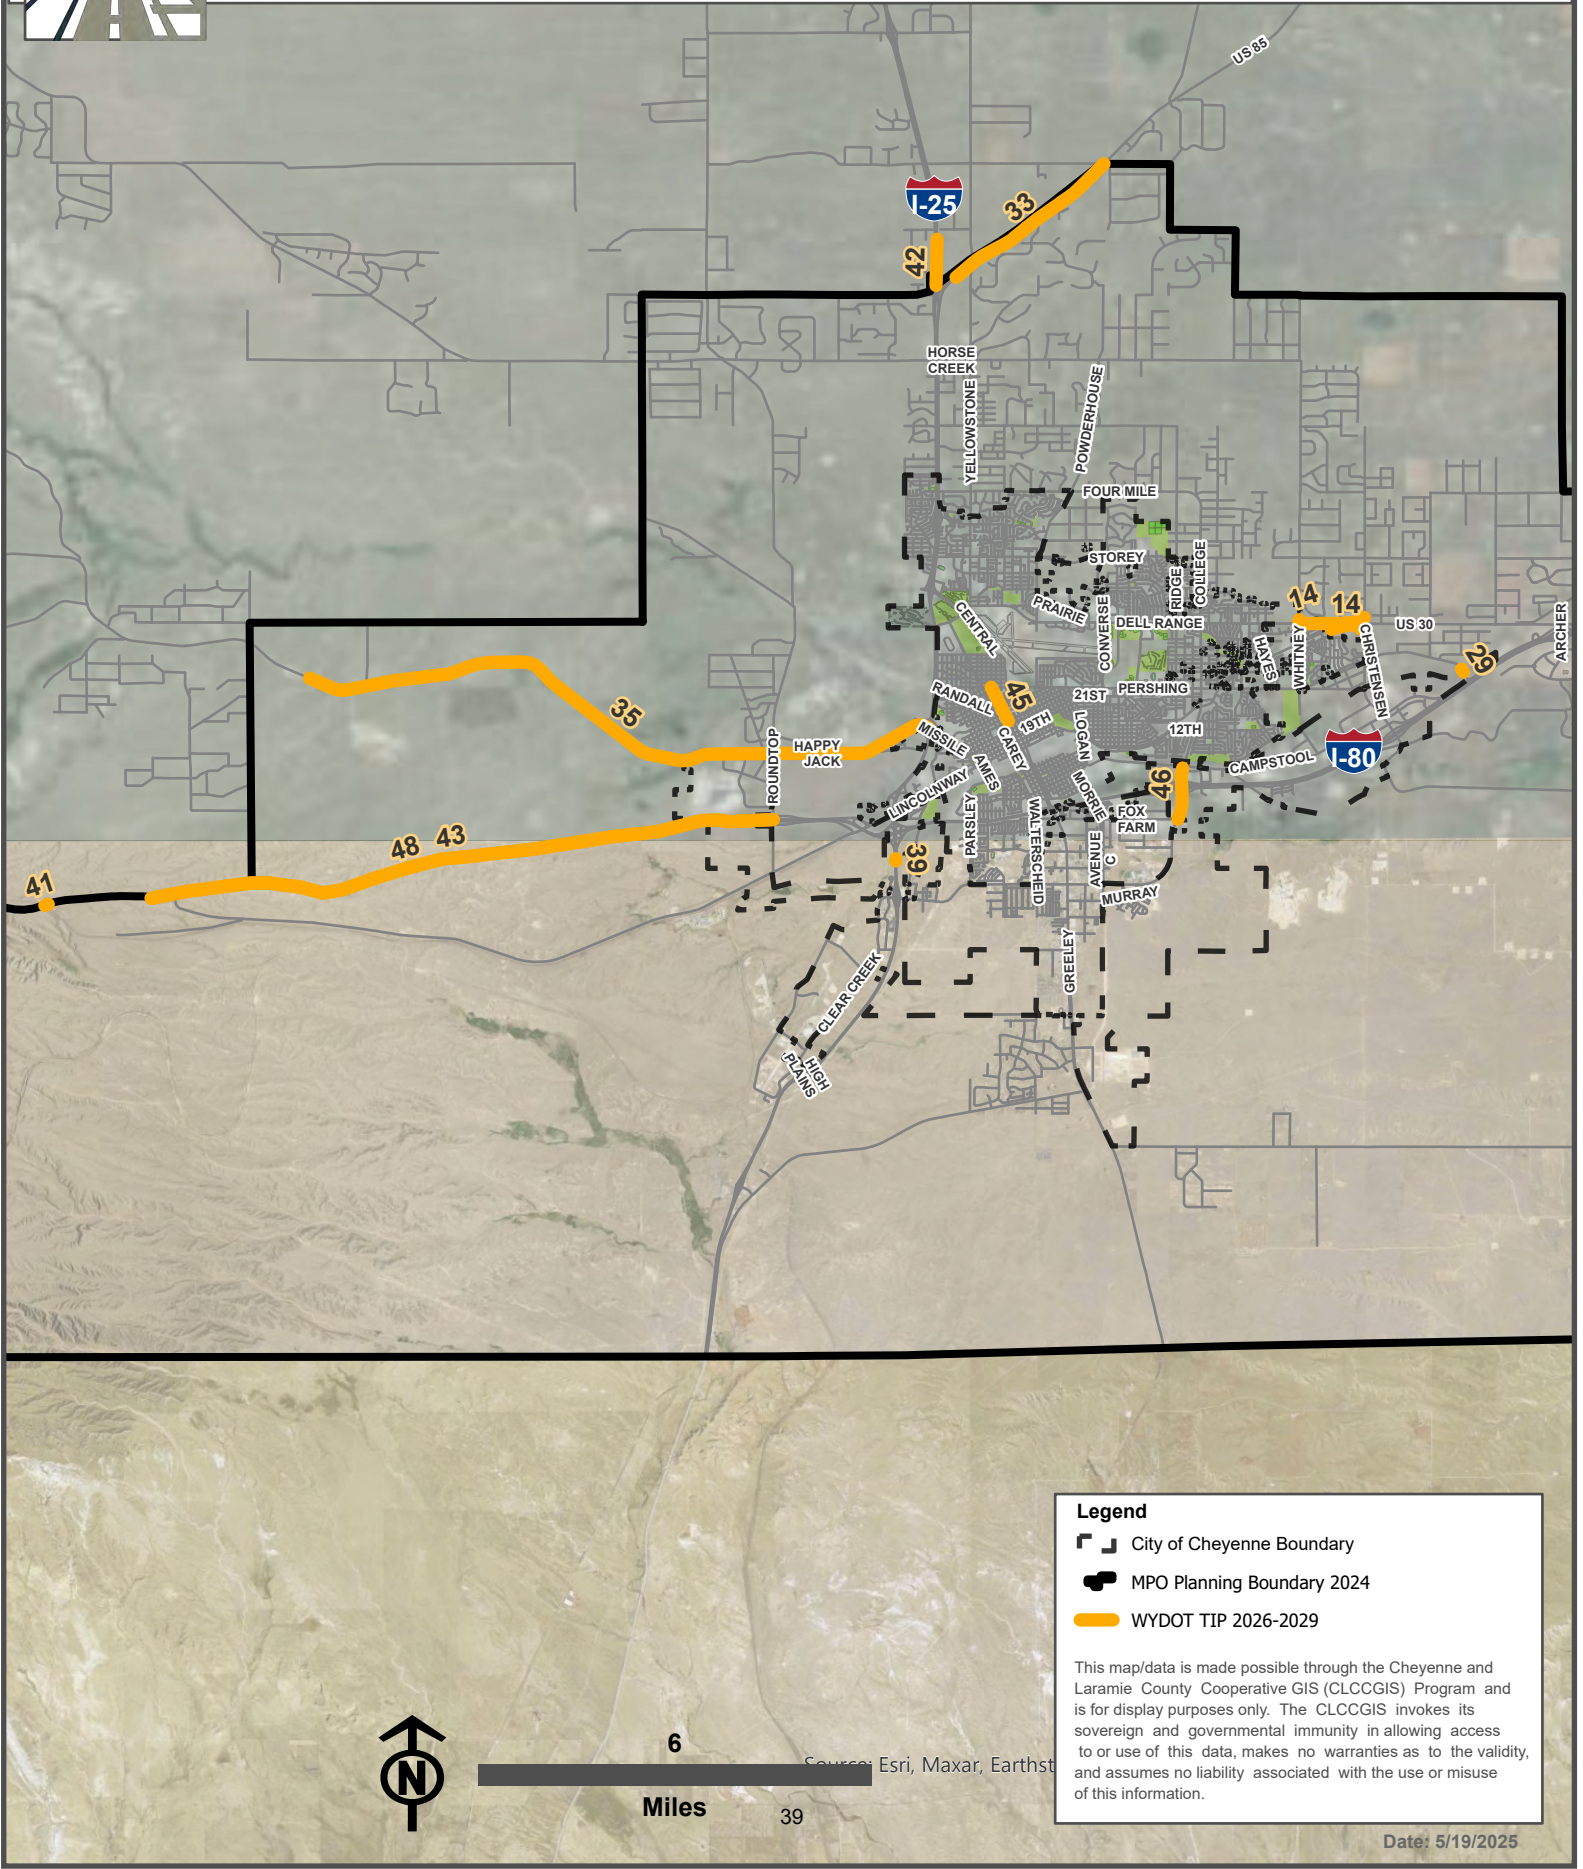 US 85
I-25
33
42
HORSE
CREEK
YELLOWSTONE
POWDERHOUSE
FOUR MILE
STOREY
RIDGE
COLLEGE
CENTRAL
PRAIRIE
CONVERSE
DELL RANGE
14
14
US 30
ARCHER
HAYES
WHITNEY
CHRISTENSEN
29
RANDALL
45
21ST
PERSHING
19TH
LOGAN
12TH
35
ROUNDTOP
HAPPY
JACK
MISSILE
CAREY
AMES
CAMPSTOOL
I-80
46
LINCOLNWAY
PARSLEY
MORRIE
FOX
FARM
WALTERSCHEID
AVENUE
C
48
43
39
41
MURRAY
GREELEY
CLEAR CREEK
HIGH
PLAINS
Legend
City of Cheyenne Boundary
MPO Planning Boundary 2024
WYDOT TIP 2026-2029
This map/data is made possible through the Cheyenne and
Laramie County Cooperative GIS (CLCCGIS) Program and
is for display purposes only. The CLCCGIS invokes its
sovereign and governmental immunity in allowing access
to or use of this data, makes no warranties as to the validity,
and assumes no liability associated with the use or misuse
of this information.
N
6
Miles
Source: Esri, Maxar, Earthst
39
Date: 5/19/2025